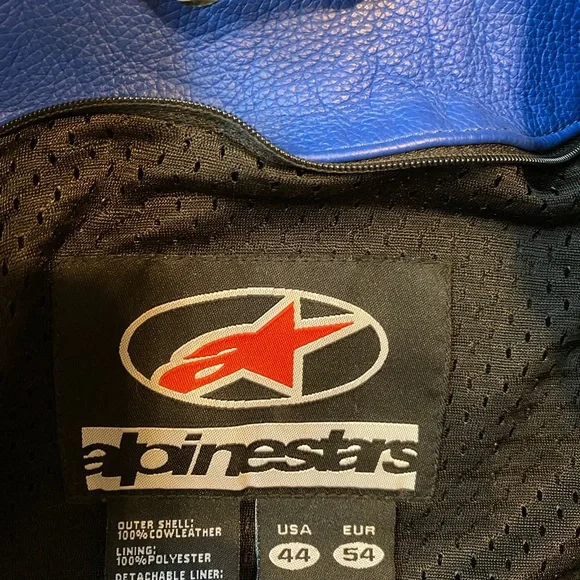 alpinestars
OUTER SHELL:
100%COWLEATHER
LINING:
100%POLYESTER
DETACHABLE LINER:
USA EUR
44 54